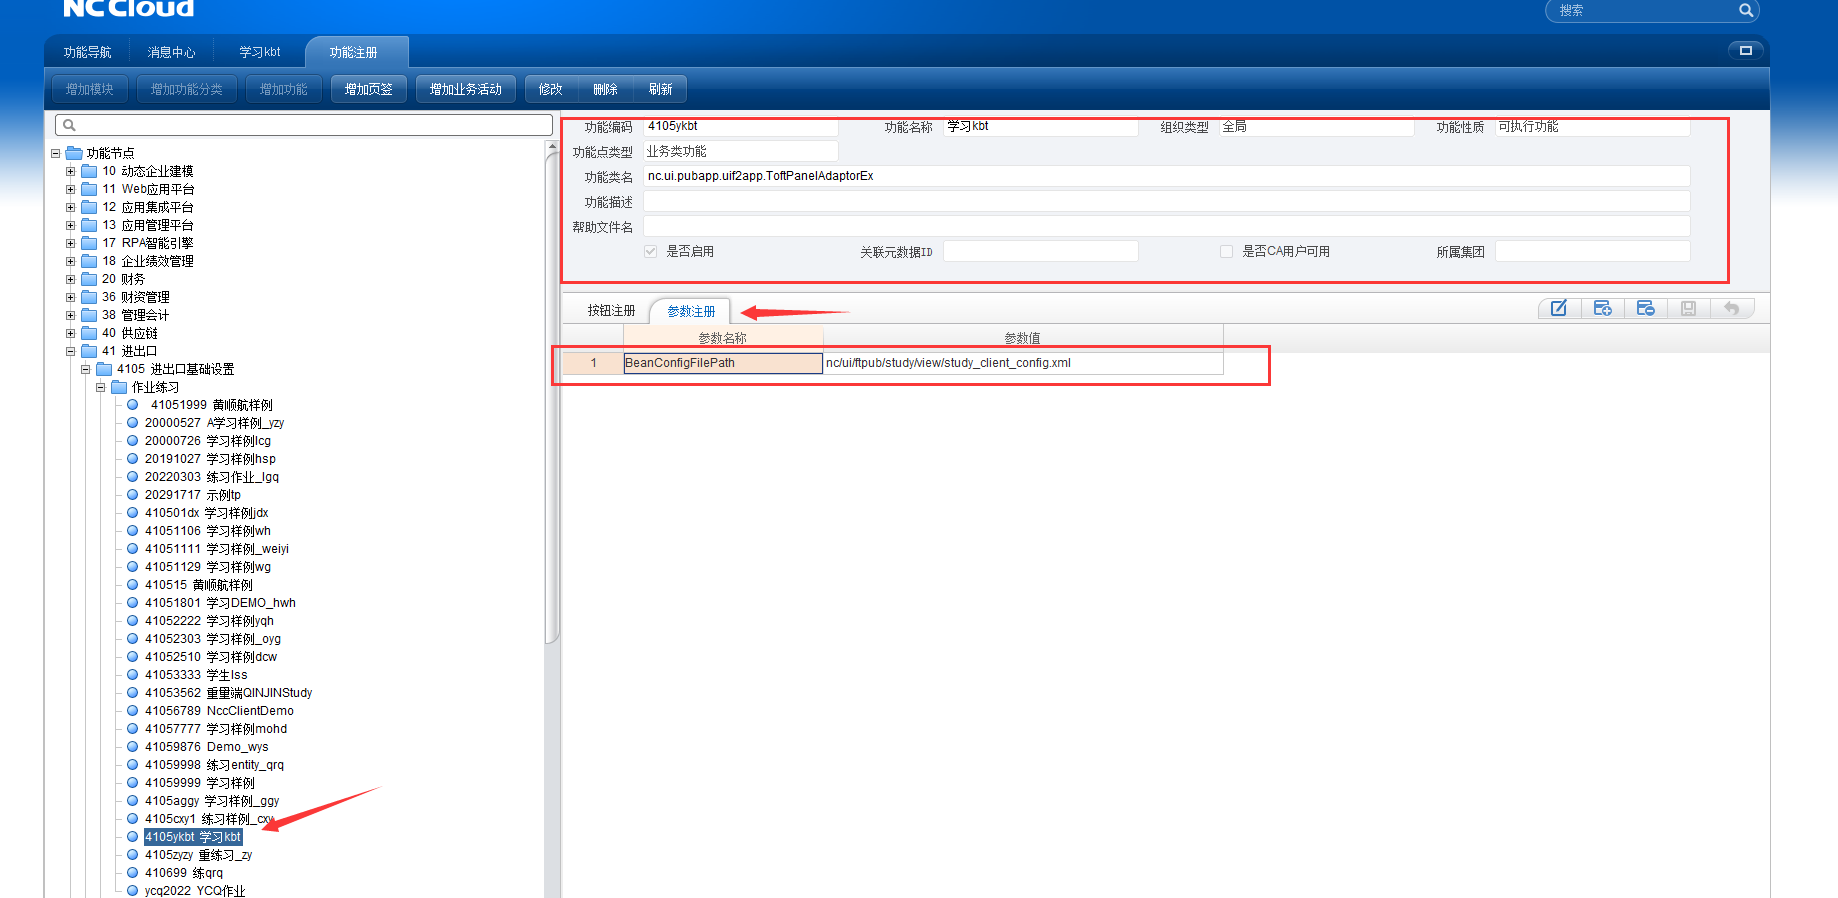 NCCloud
搜索
功能导航 消息中心 学习kbt 功能注册
增加模块 增加功能分类 增加功能 增加页签 增加业务活动 修改 删除 刷新
功能编码 4105ykbt 功能名称 学习kbt 组织类型 全局 功能性质 可执行功能
功能点类型 业务类功能
功能类名 nc.ui.pubapp.uif2app.ToftPanelAdaptorEx
功能描述
帮助文件名
是否启用 关联元数据ID 是否CA用户可用 所属集团
按钮注册 参数注册
参数名称 参数值
1 BeanConfigFilePath nc/ui/ftpub/study/view/study_client_config.xml
功能节点
10 动态企业建模
11 Web应用平台
12 应用集成平台
13 应用管理平台
17 RPA智能引擎
18 企业绩效管理
20 财务
36 财资管理
38 管理会计
40 供应链
41 进出口
4105 进出口基础设置
作业练习
41051999 黄顺航样例
20000527 A学习样例_yzy
20000726 学习样例lcg
20191027 学习样例hsp
20220303 练习作业_lgq
20291717 示例tp
410501dx 学习样例jdx
41051106 学习样例wh
41051111 学习样例_weiyi
41051129 学习样例wg
410515 黄顺航样例
41051801 学习DEMO_hwh
41052222 学习样例yqh
41052303 学习样例_oyg
41052510 学习样例dcw
41053333 学生lss
41053562 重量端QINJINStudy
41056789 NccClientDemo
41057777 学习样例mohd
41059876 Demo_wys
41059998 练习entity_qrq
41059999 学习样例
4105aggy 学习样例_ggy
4105cxy1 练习样例_cxy
4105ykbt 学习kbt
4105zyzy 重练习_zy
410699 练qrq
ycq2022 YCQ作业